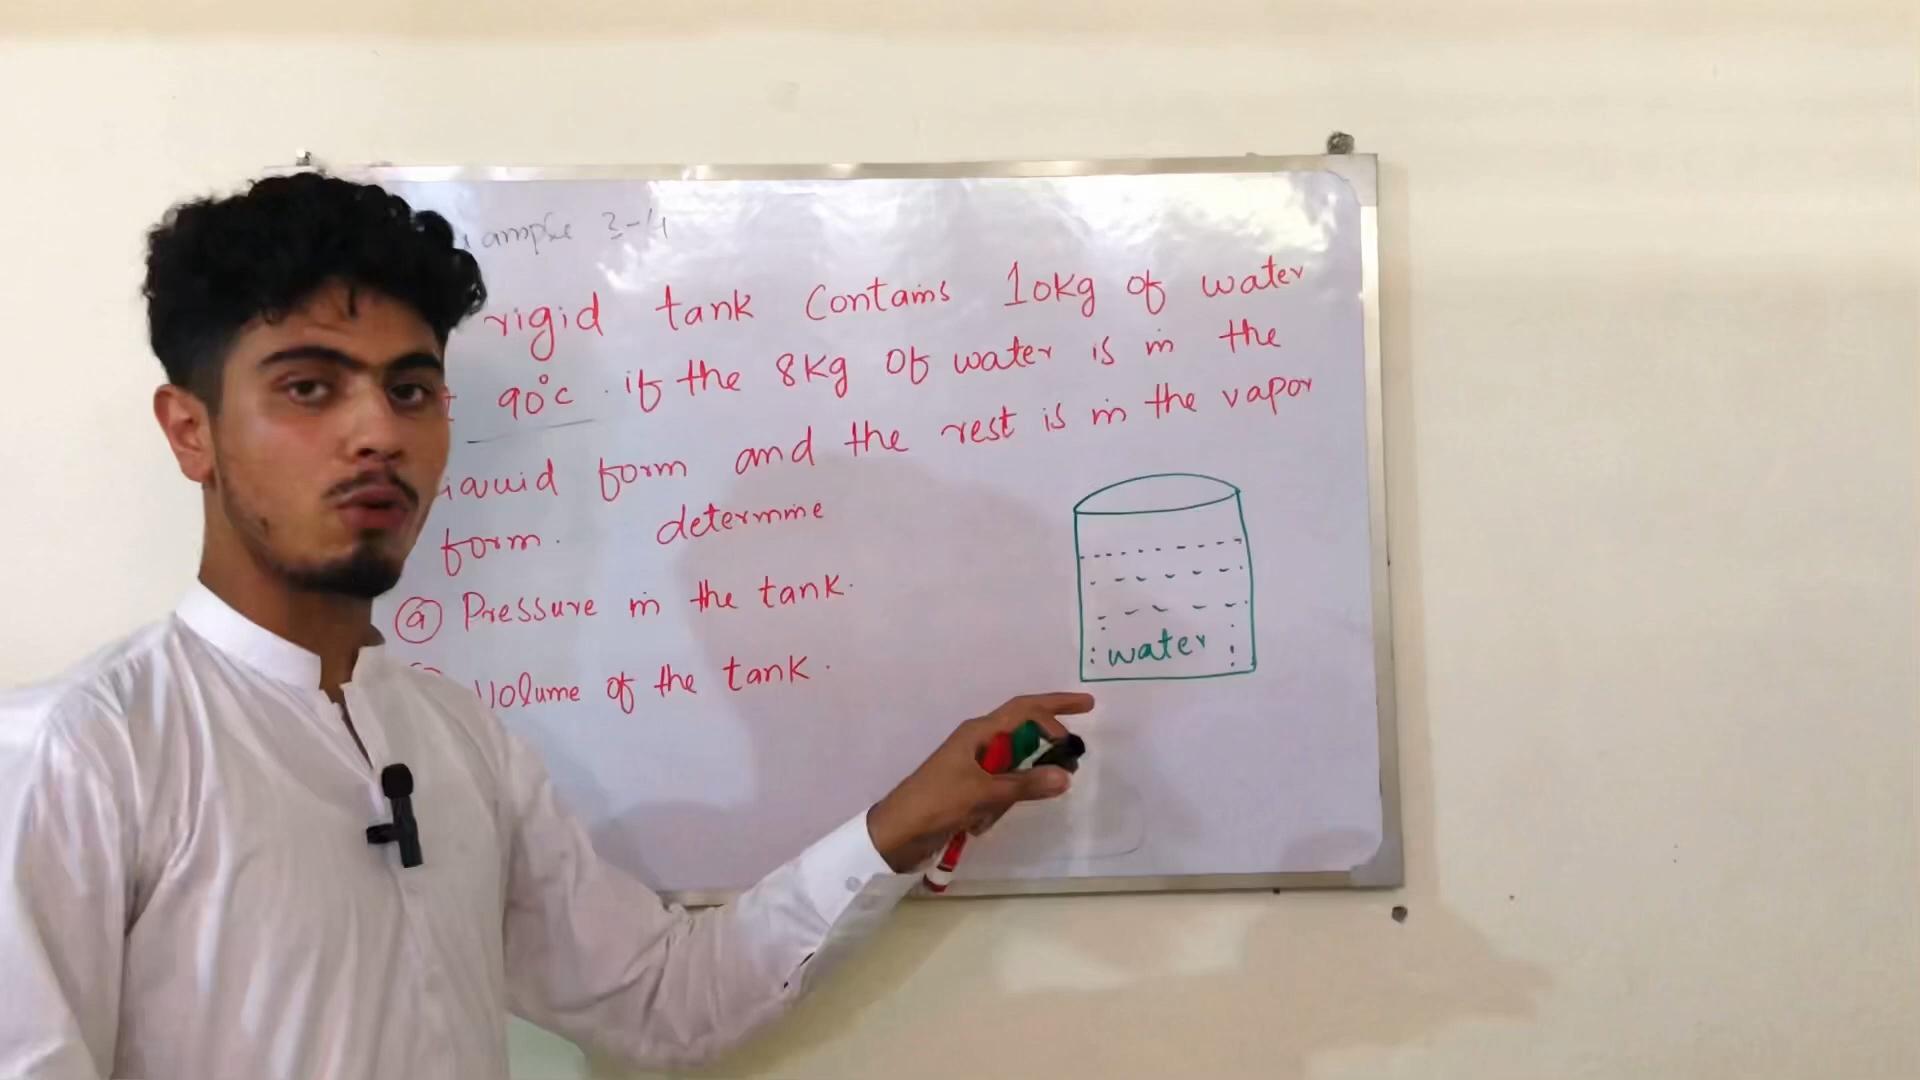 ample 3-4
rigid tank Contains 10kg of water
90°c . if the 8kg of water is in the
iquid form and the rest is in the vapor
form. determine
(a) Pressure in the tank.
Volume of the tank.
water